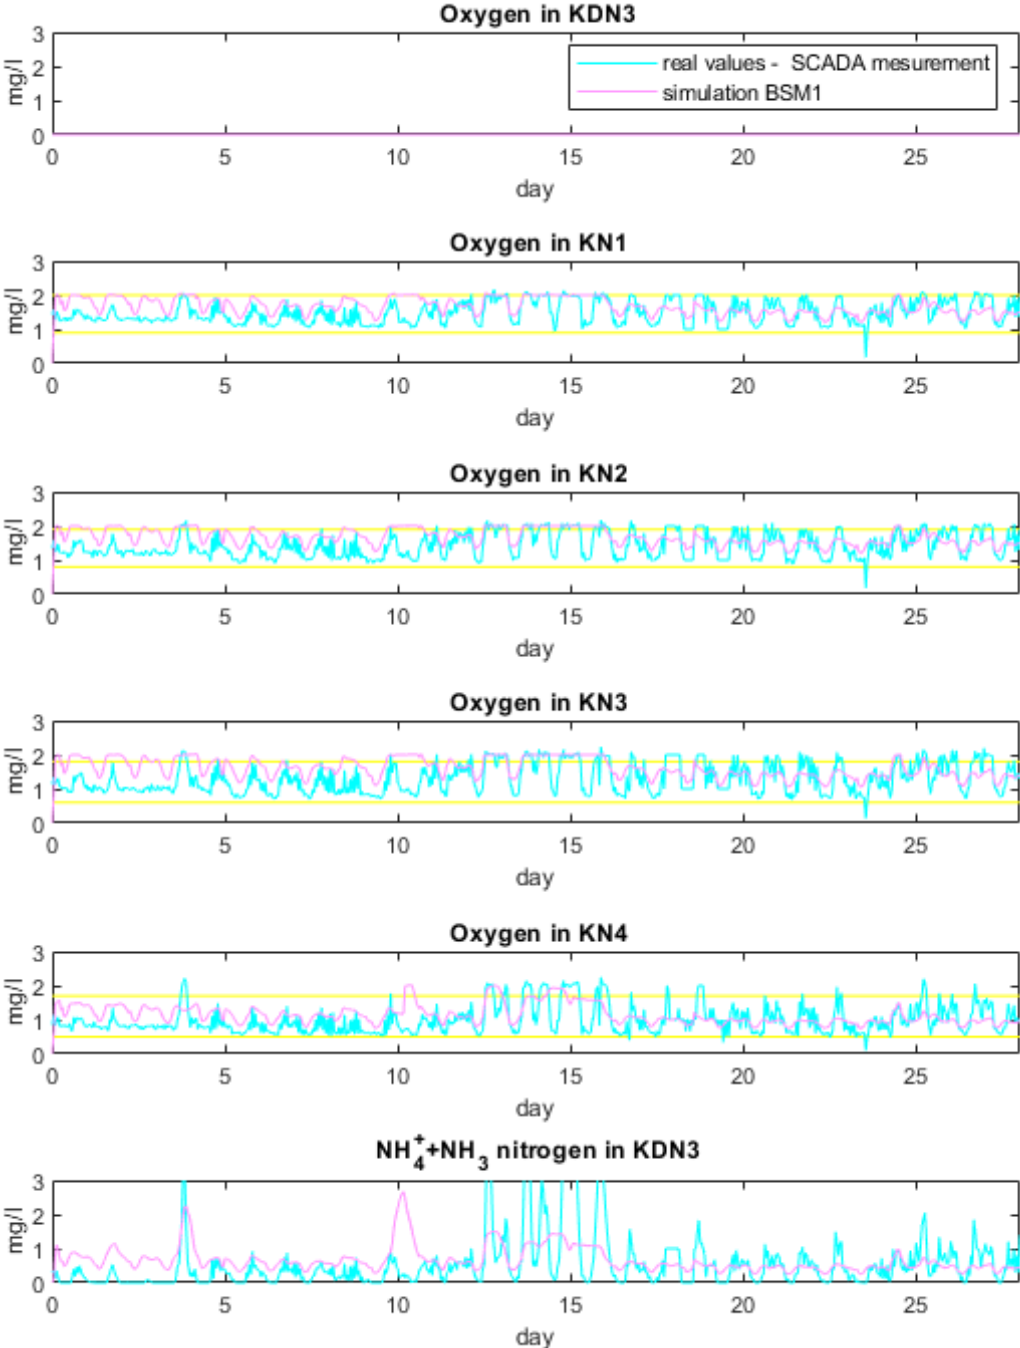 Oxygen in KDN3
3
2
1
0
mg/l
real values - SCADA mesurement
simulation BSM1
0 5 10 15 20 25
day
Oxygen in KN1
3
2
1
0
mg/l
0 5 10 15 20 25
day
Oxygen in KN2
3
2
1
0
mg/l
0 5 10 15 20 25
day
Oxygen in KN3
3
2
1
0
mg/l
0 5 10 15 20 25
day
Oxygen in KN4
3
2
1
0
mg/l
0 5 10 15 20 25
day
NH₄⁺+NH₃ nitrogen in KDN3
3
2
1
0
mg/l
0 5 10 15 20 25
day